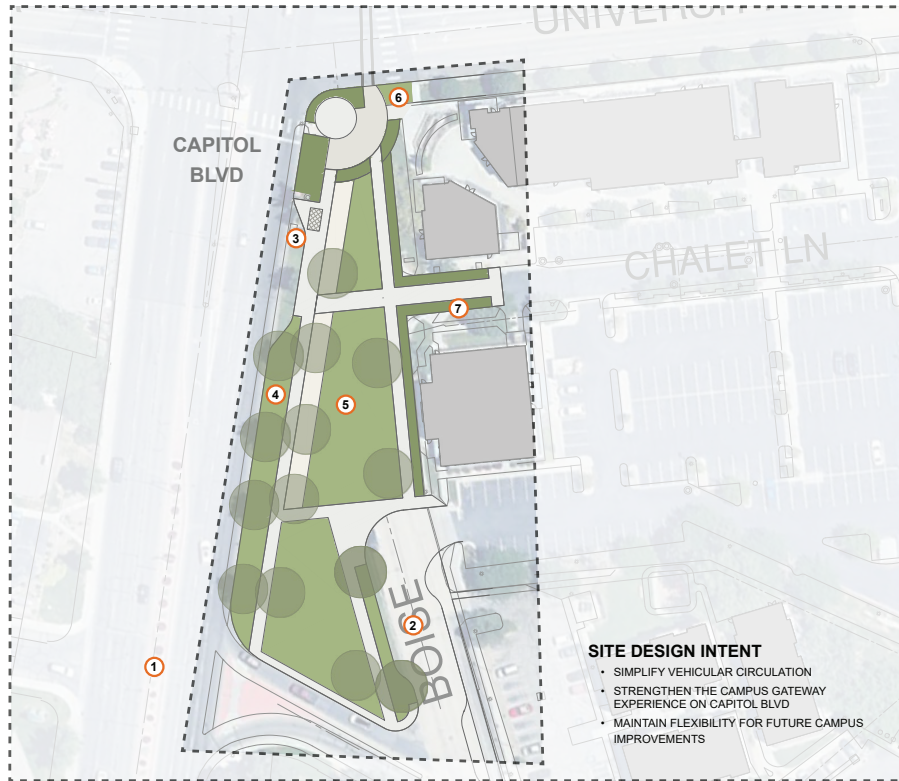 UNIVERSI
CAPITOL
BLVD
6
3
CHALET LN
7
4
5
BOISE
2
1
SITE DESIGN INTENT
• SIMPLIFY VEHICULAR CIRCULATION
• STRENGTHEN THE CAMPUS GATEWAY
EXPERIENCE ON CAPITOL BLVD
• MAINTAIN FLEXIBILITY FOR FUTURE CAMPUS
IMPROVEMENTS